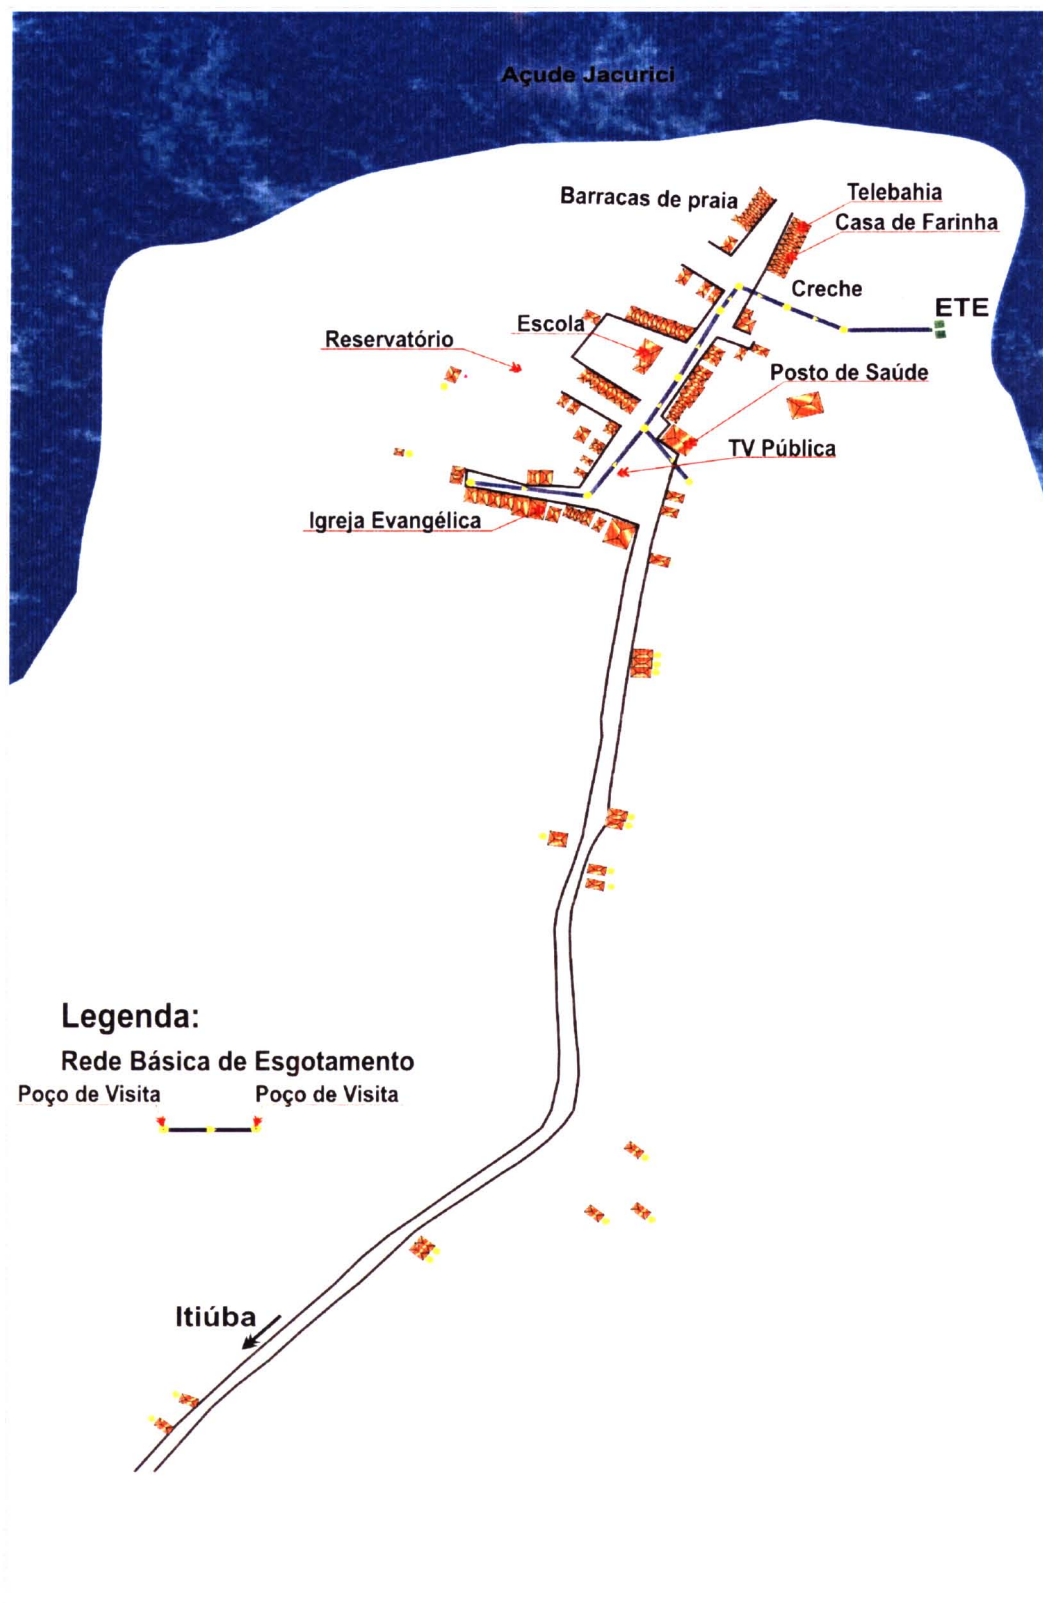 Açude Jacurici
Barracas de praia
Telebahia
Casa de Farinha
Creche
ETE
Escola
Reservatório
Posto de Saúde
TV Pública
Igreja Evangélica
Legenda:
Rede Básica de Esgotamento
Poço de Visita
Poço de Visita
Itiúba